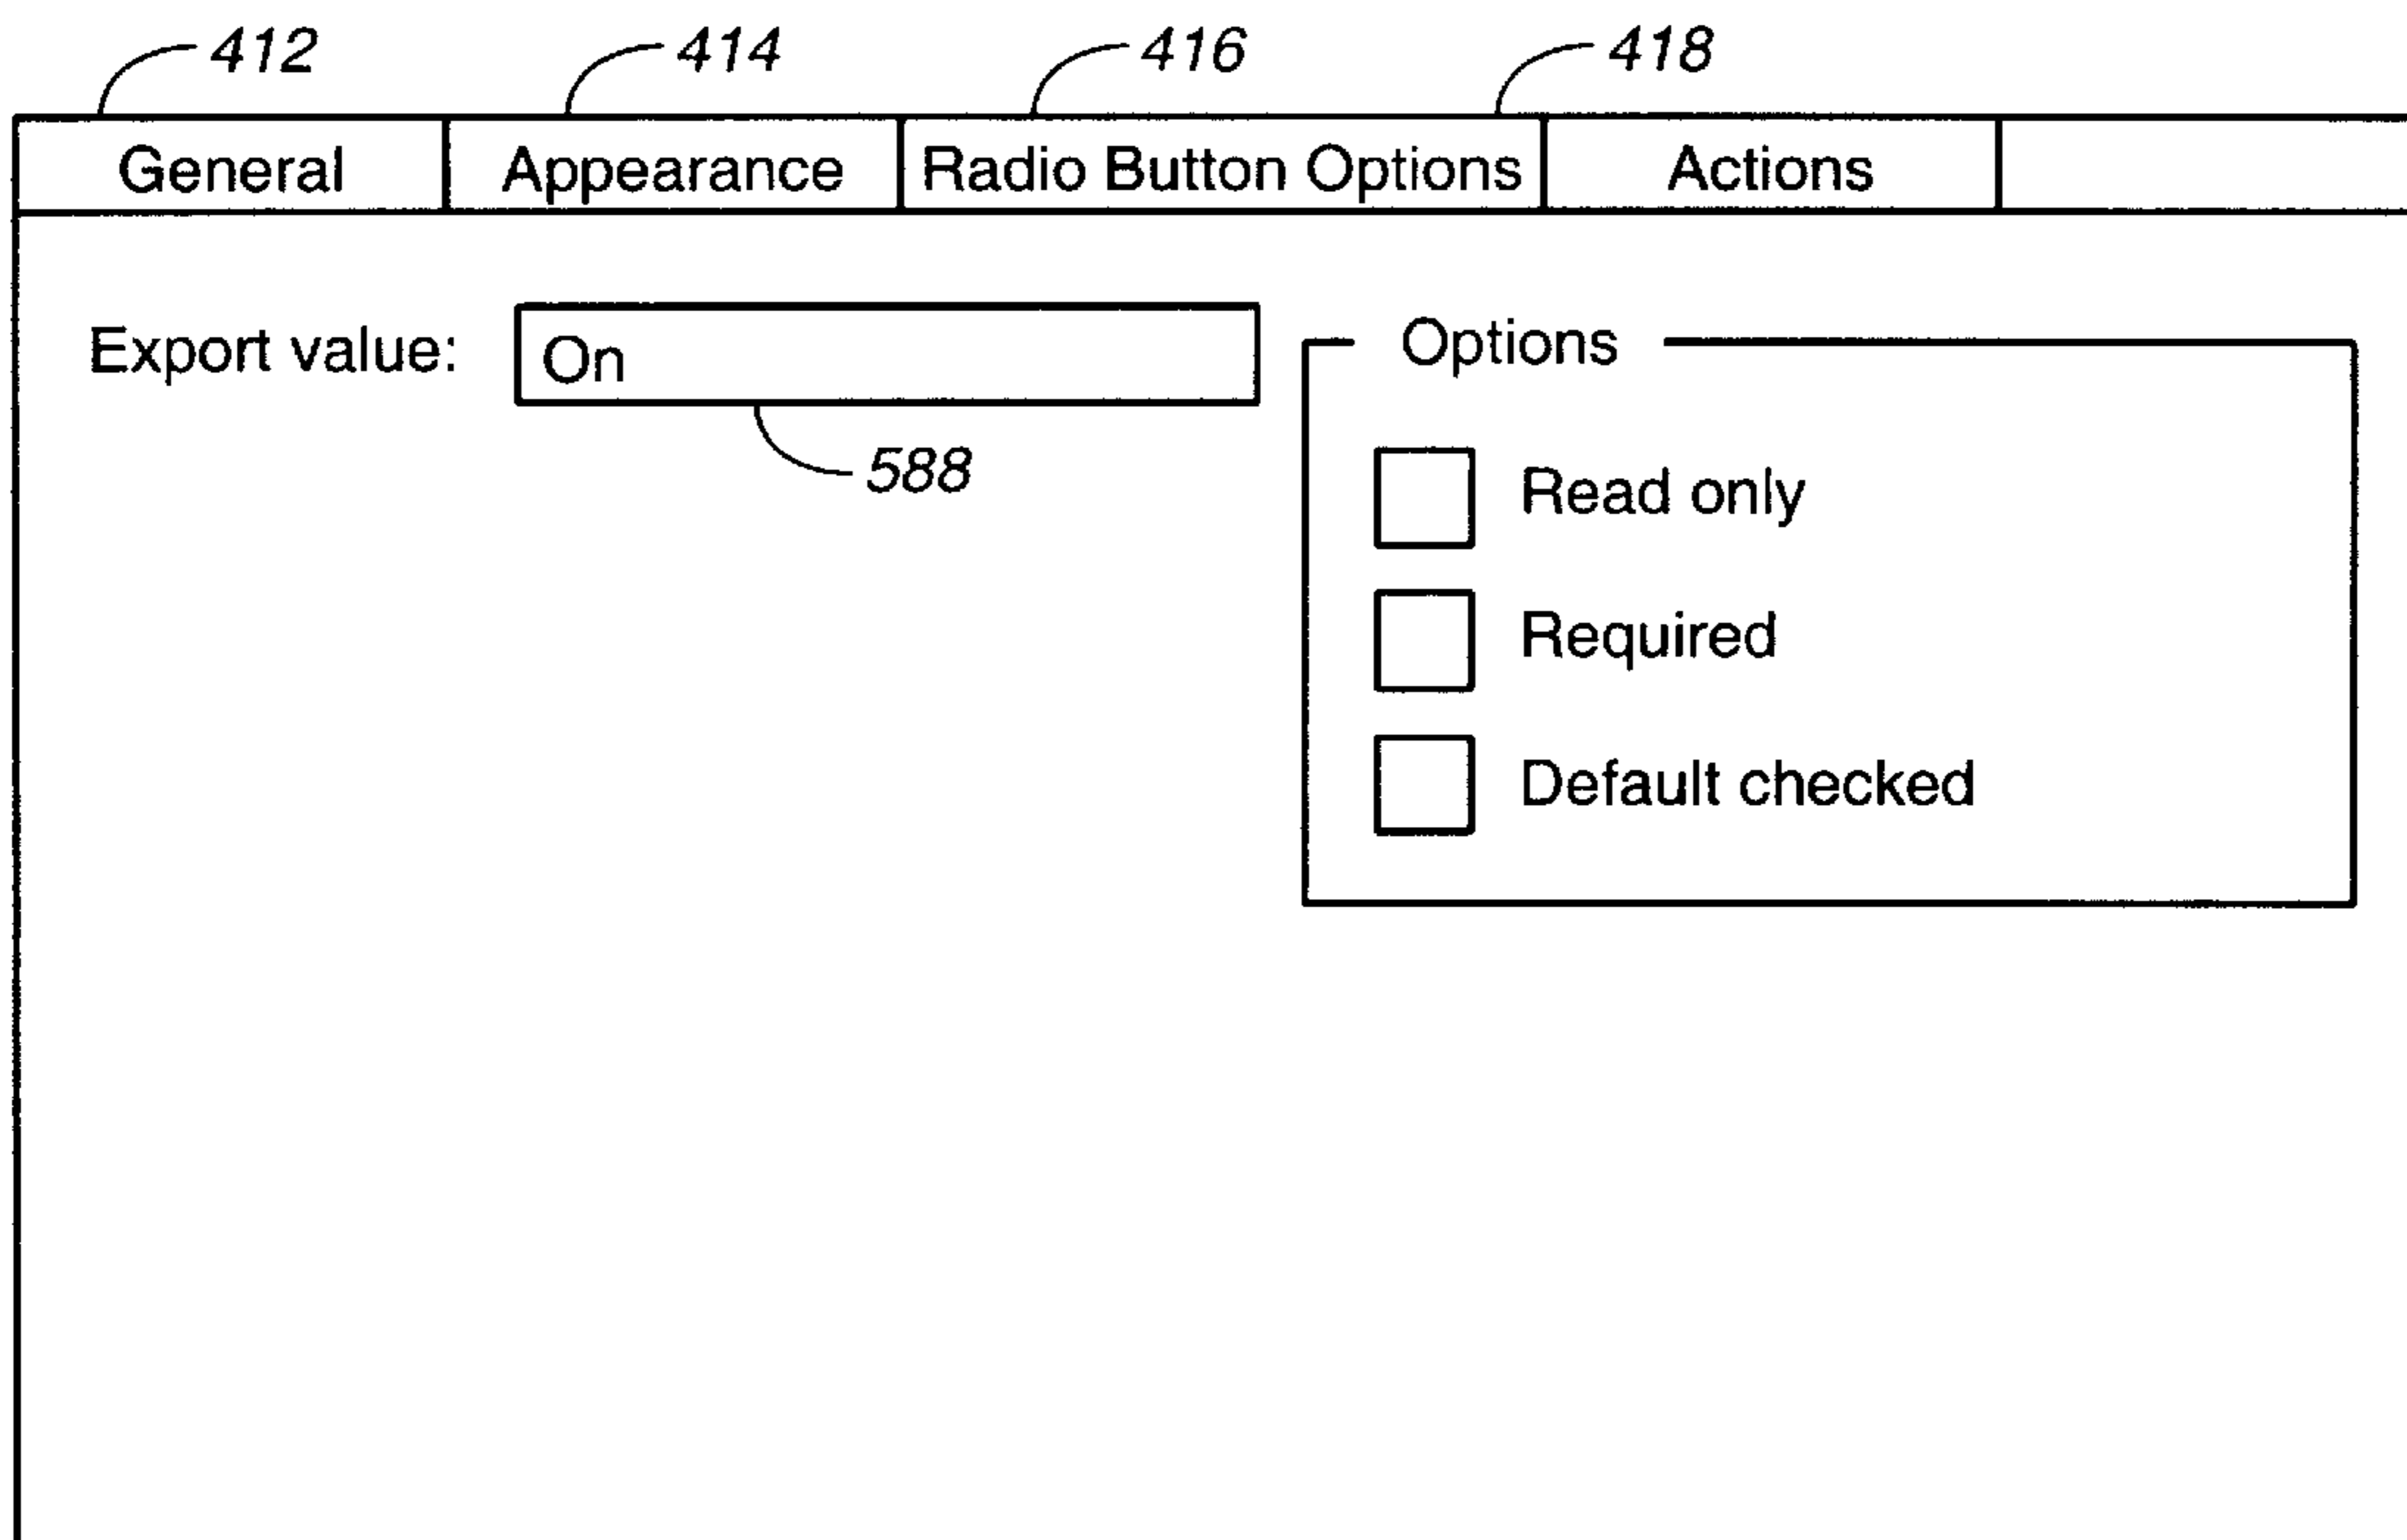 412 414 416 418
General Appearance Radio Button Options Actions
Export value: On
Options
588
Read only
Required
Default checked